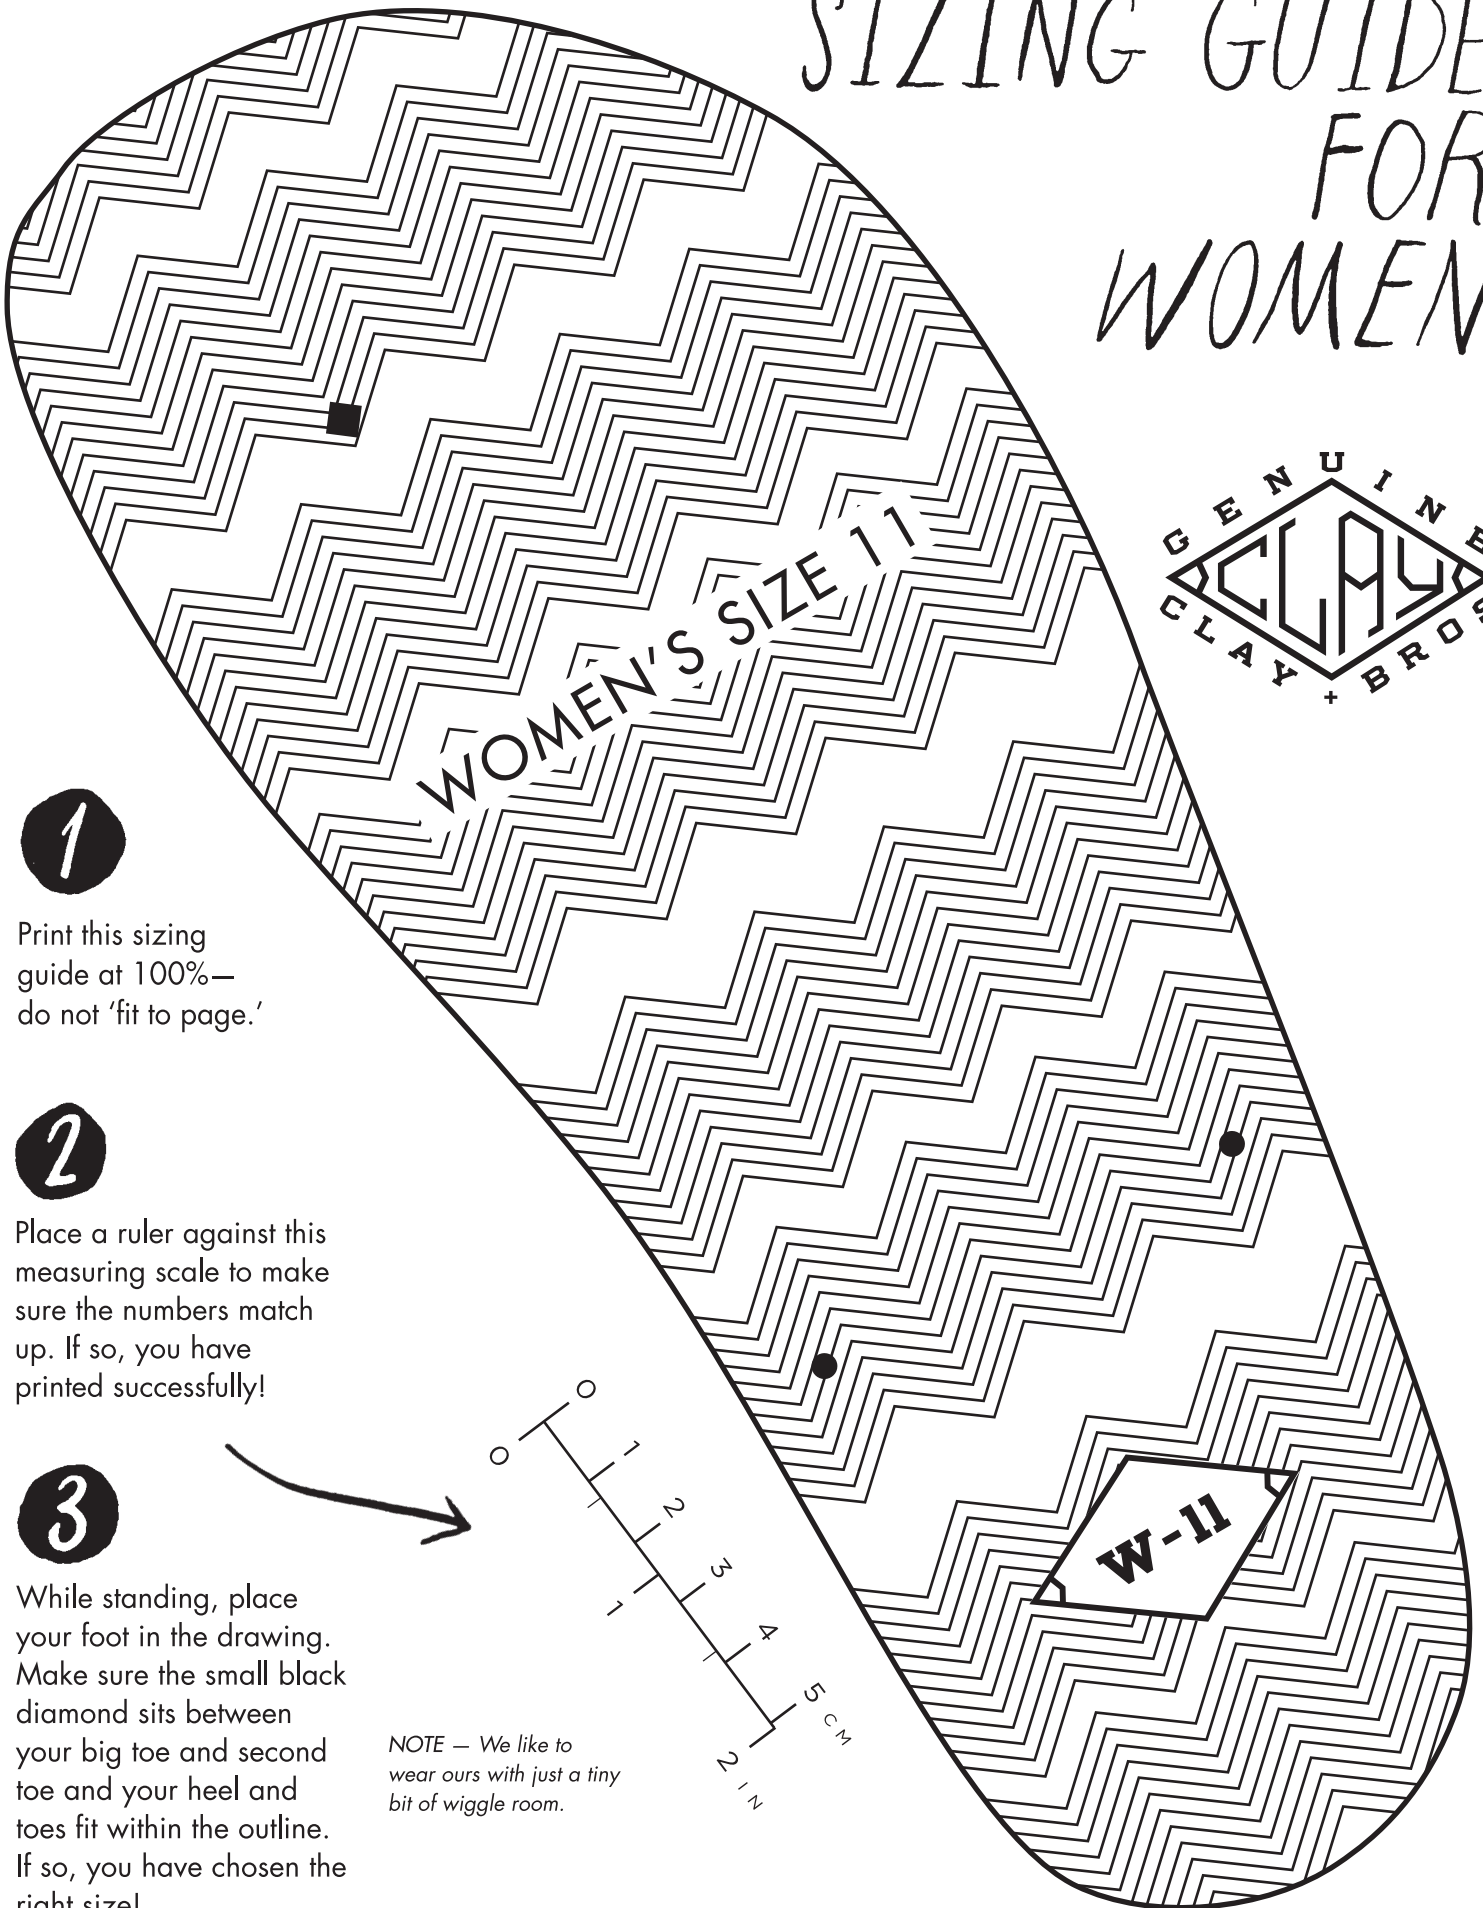 SIZING GUIDE
FOR
WOMEN
GENUINE
CLAY
CLAY + BROS
WOMEN'S SIZE 11
1
Print this sizing
guide at 100%—
do not ‘fit to page.’
2
Place a ruler against this
measuring scale to make
sure the numbers match
up. If so, you have
printed successfully!
3
While standing, place
your foot in the drawing.
Make sure the small black
diamond sits between
your big toe and second
toe and your heel and
toes fit within the outline.
If so, you have chosen the
right size!
0 1 2 3 4 5 CM
0 1 2 IN
NOTE — We like to
wear ours with just a tiny
bit of wiggle room.
W-11